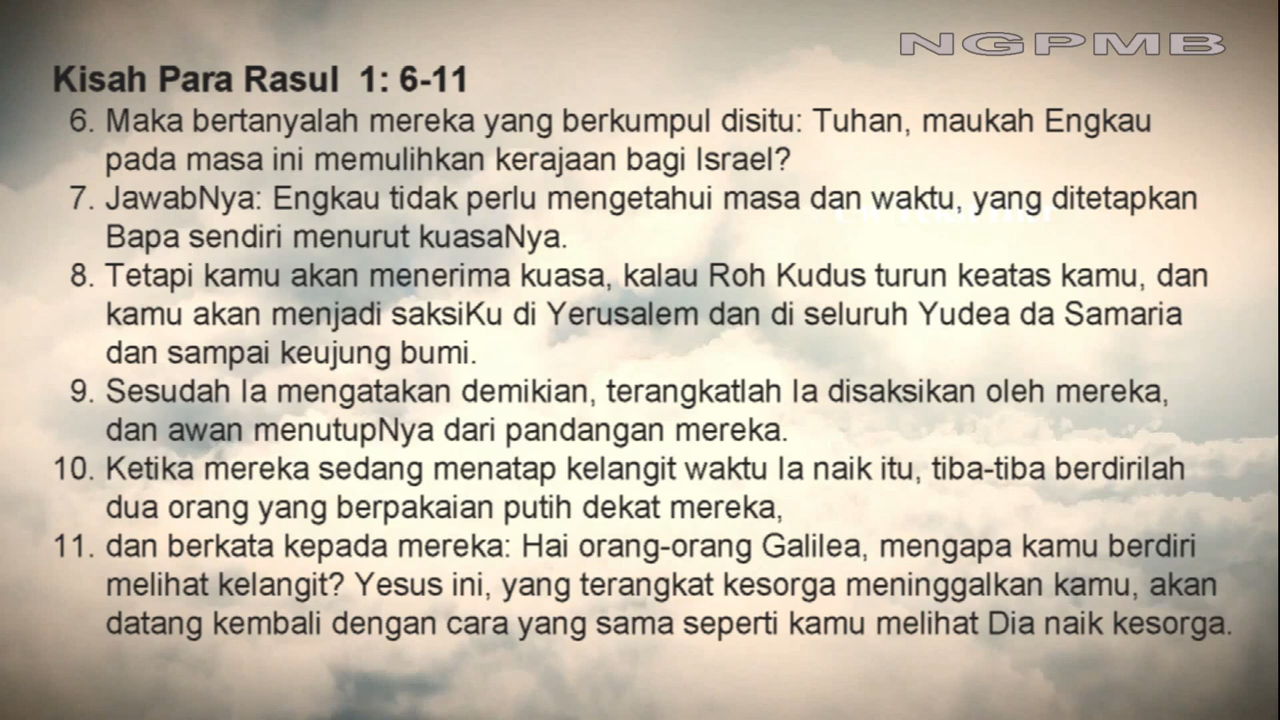 NGPMB
Kisah Para Rasul 1: 6-11
6. Maka bertanyalah mereka yang berkumpul disitu: Tuhan, maukah Engkau
pada masa ini memulihkan kerajaan bagi Israel?
7. JawabNya: Engkau tidak perlu mengetahui masa dan waktu, yang ditetapkan
Bapa sendiri menurut kuasaNya.
8. Tetapi kamu akan menerima kuasa, kalau Roh Kudus turun keatas kamu, dan
kamu akan menjadi saksiKu di Yerusalem dan di seluruh Yudea da Samaria
dan sampai keujung bumi.
9. Sesudah Ia mengatakan demikian, terangkatlah Ia disaksikan oleh mereka,
dan awan menutupNya dari pandangan mereka.
10. Ketika mereka sedang menatap kelangit waktu Ia naik itu, tiba-tiba berdirilah
dua orang yang berpakaian putih dekat mereka,
11. dan berkata kepada mereka: Hai orang-orang Galilea, mengapa kamu berdiri
melihat kelangit? Yesus ini, yang terangkat kesorga meninggalkan kamu, akan
datang kembali dengan cara yang sama seperti kamu melihat Dia naik kesorga.